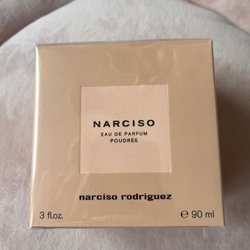 NARCISO
EAU DE PARFUM
POUDRÉE
narciso rodriguez
3 fl.oz. ℮ 90 ml